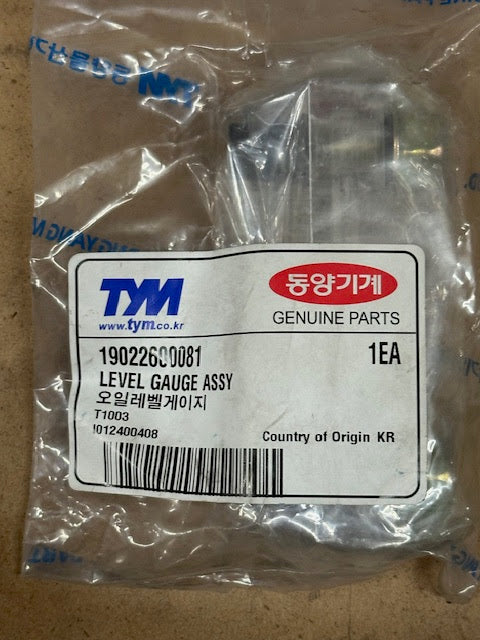 TYM
www.tym.co.kr
동양기계
GENUINE PARTS
19022600081
1EA
LEVEL GAUGE ASSY
오일레벨게이지
T1003
I012400408
Country of Origin KR